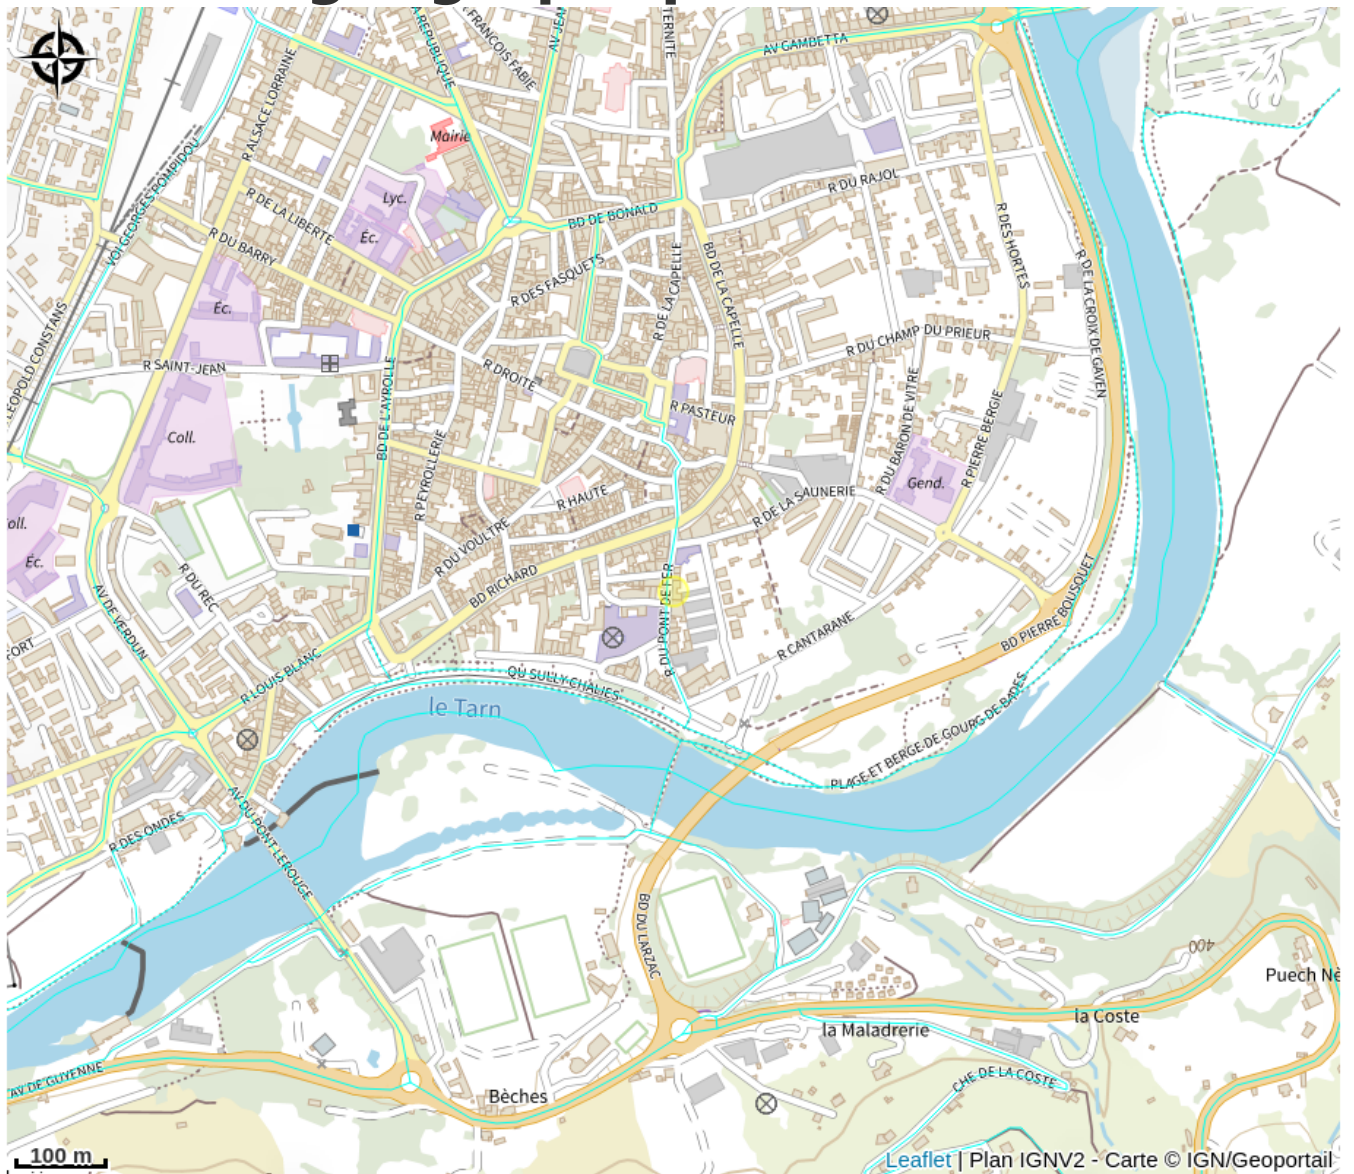 A REPUBLIQUE
FRANCOIS FABIE
AV JEAN
TERNITE
AV GAMBETTA
R ALSACE LORRAINE
Mairie
VOI GEORGES POMPIDOU
Lyc.
Éc.
R DE LA LIBERTE
R DU BARRY
BD DE BONALD
R DU RAJOL
R DES HORTES
R DES FASQUETS
R DE LA CAPELLE
BD DE LA CAPELLE
R DE LA CROIX DE GAVEN
Éc.
LEOPOLD CONSTANS
R SAINT-JEAN
R DROITE
R DU CHAMP DU PRIEUR
BD DE L'AYROLLE
R PASTEUR
R DU BARON DE VITRE
R PIERRE BERGIE
Coll.
R PEYROLLERIE
R HAUTE
R DE LA SAUNERIE
Gend.
oll.
Éc.
R DU VOULTRE
R DU REC
BD RICHARD
R DU PONT DE FER
AV DE VERDUN
FORT
R CANTARANE
BD PIERRE BOUSQUET
R LOUIS BLANC
QU SULLY-CHALIES
le Tarn
PLAGE ET BERGE DE GOURG DE BADES
AV DU PONT LEROUGE
R DES ONDES
BD DU LARZAC
400
Puech Nè
la Maladrerie
la Coste
AV DE GUYENNE
Bèches
CHE DE LA COSTE
100 m
Leaflet | Plan IGNV2 - Carte © IGN/Geoportail